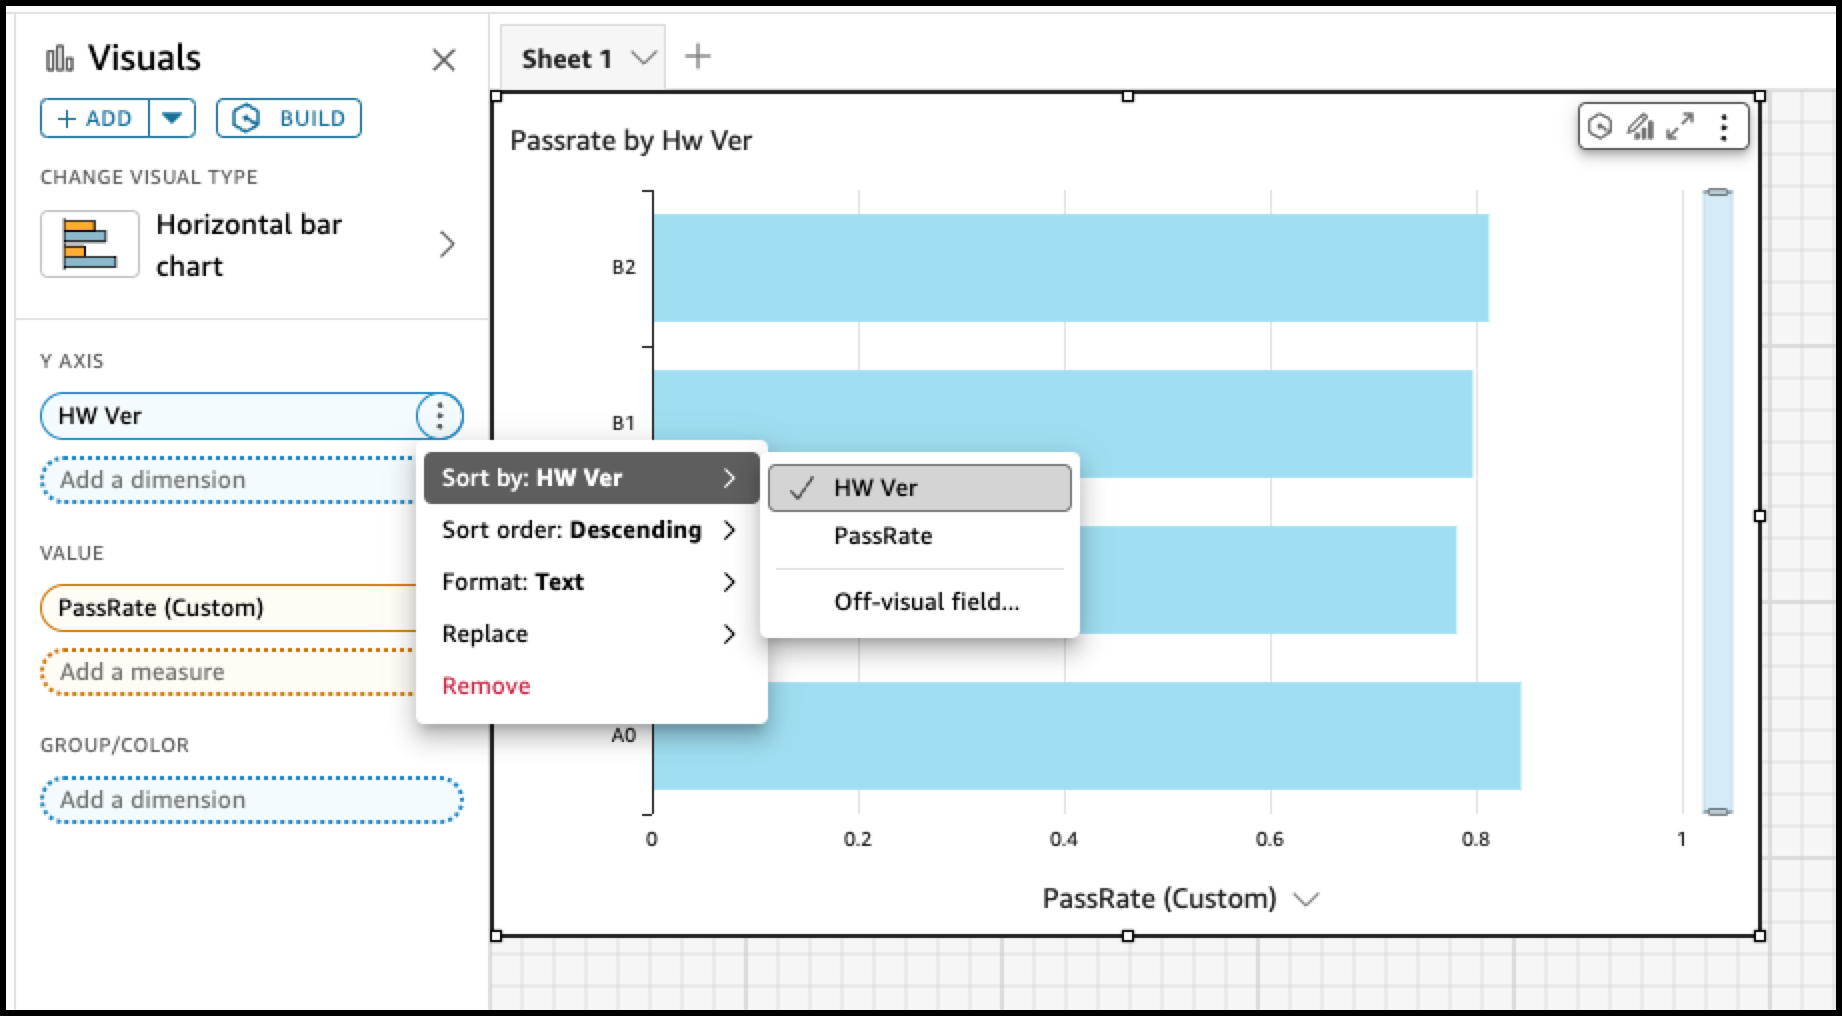 Visuals
ADD
BUILD
CHANGE VISUAL TYPE
Horizontal bar
chart
Y AXIS
HW Ver
Add a dimension
VALUE
PassRate (Custom)
Add a measure
GROUP/COLOR
Add a dimension
Sort by: HW Ver
Sort order: Descending
Format: Text
Replace
Remove
HW Ver
PassRate
Off-visual field...
Sheet 1
Passrate by Hw Ver
B2
B1
A0
0 0.2 0.4 0.6 0.8 1
PassRate (Custom)